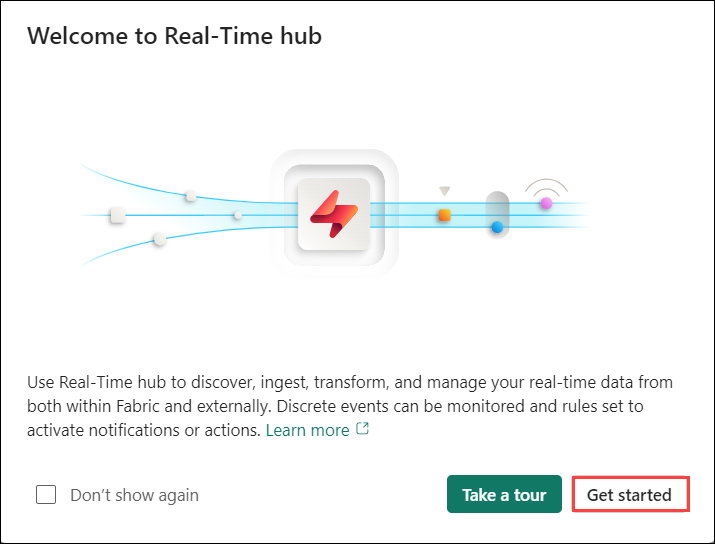 Welcome to Real-Time hub
Use Real-Time hub to discover, ingest, transform, and manage your real-time data from
both within Fabric and externally. Discrete events can be monitored and rules set to
activate notifications or actions. Learn more
Don't show again
Take a tour
Get started